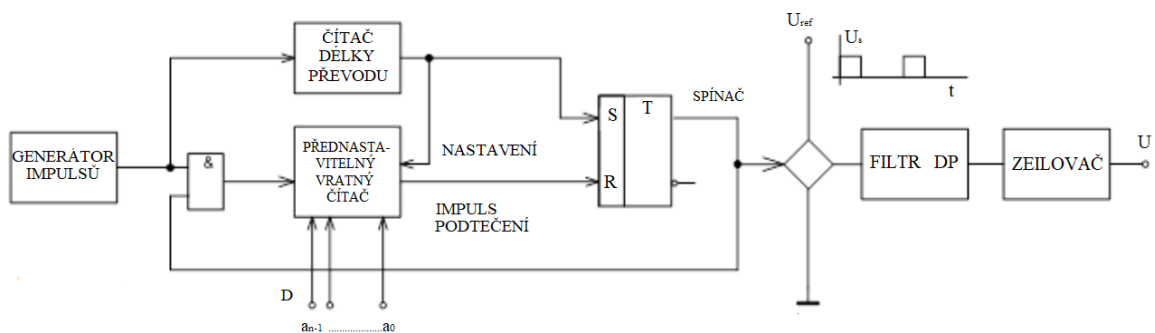 GENERÁTOR
IMPULSŮ
&
ČÍTAČ
DÉLKY
PŘEVODU
PŘEDNASTA-
VITELNÝ
VRATNÝ
ČÍTAČ
NASTAVENÍ
IMPULS
PODTEČENÍ
D
an-1 ......................a0
S T
R
SPÍNAČ
Uref
Us
t
FILTR DP
ZEILOVAČ
U